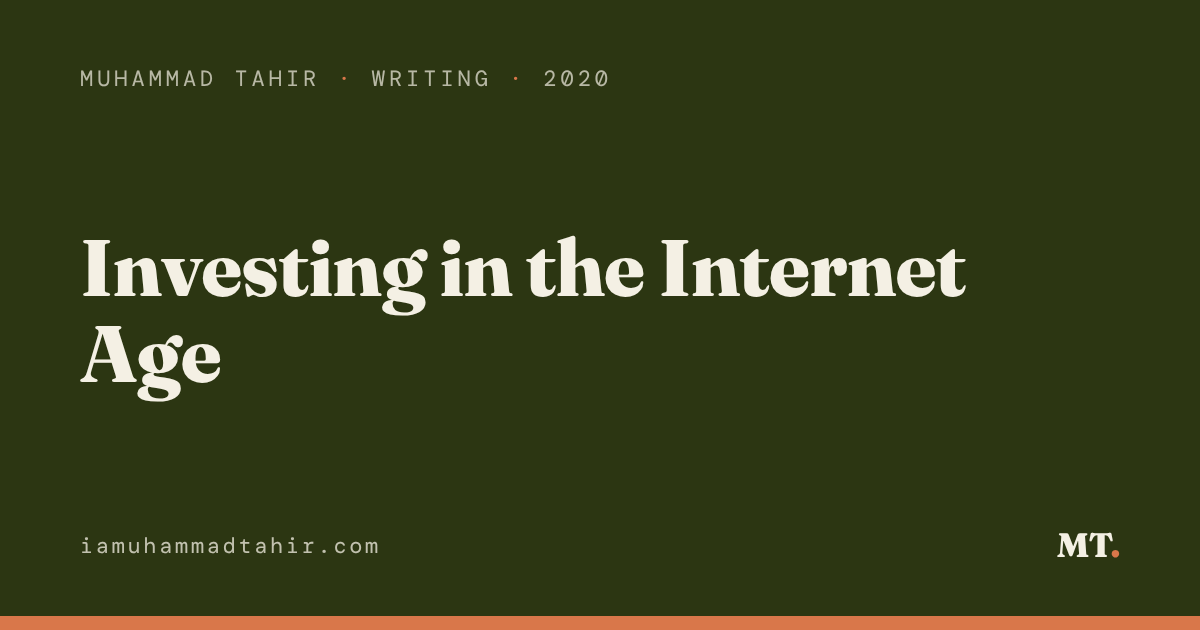 MUHAMMAD TAHIR · WRITING · 2020
Investing in the Internet
Age
iamuhammadtahir.com
MT.